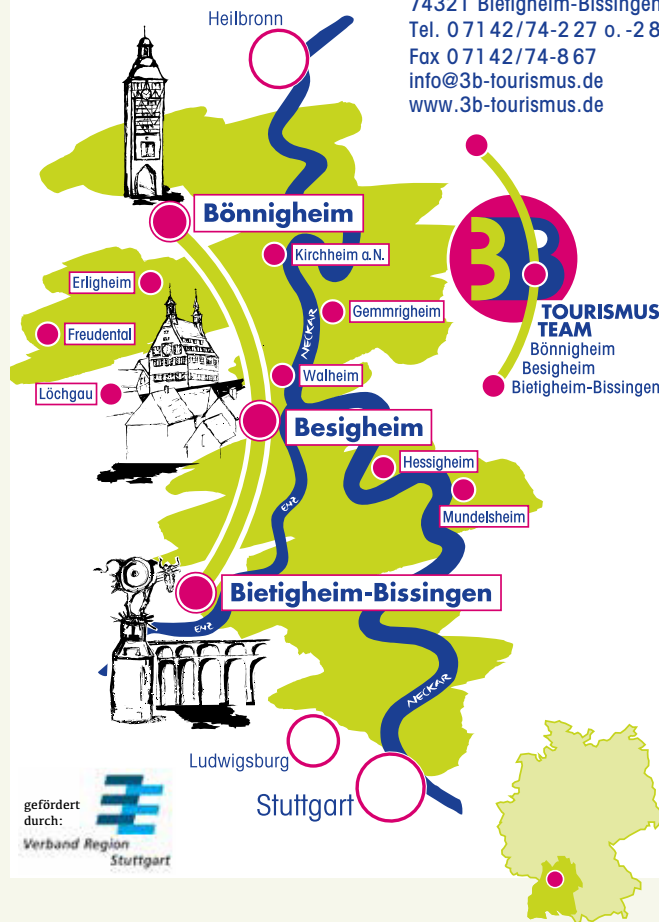 74321 Bietigheim-Bissingen
Tel. 07142/74-227 o. -28
Fax 07142/74-867
info@3b-tourismus.de
www.3b-tourismus.de
Heilbronn
Bönnigheim
Kirchheim a.N.
Erligheim
Gemmrigheim
NECKAR
Freudental
Walheim
Löchgau
Besigheim
Hessigheim
Mundelsheim
ENZ
Bietigheim-Bissingen
ENZ
NECKAR
3B
TOURISMUS
TEAM
Bönnigheim
Besigheim
Bietigheim-Bissingen
Ludwigsburg
Stuttgart
gefördert
durch:
Verband Region
Stuttgart